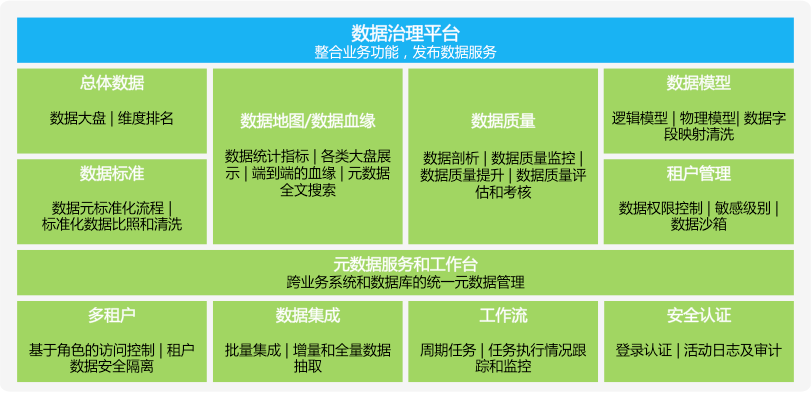 数据治理平台
整合业务功能，发布数据服务
总体数据
数据大盘 | 维度排名
数据标准
数据元标准化流程 |
标准化数据比照和清洗
数据地图/数据血缘
数据统计指标 | 各类大盘展
示 | 端到端的血缘 | 元数据
全文搜索
数据质量
数据剖析 | 数据质量监控 |
数据质量提升 | 数据质量评
估和考核
数据模型
逻辑模型 | 物理模型| 数据字
段映射清洗
租户管理
数据权限控制 | 敏感级别 |
数据沙箱
元数据服务和工作台
跨业务系统和数据库的统一元数据管理
多租户
基于角色的访问控制 | 租户
数据安全隔离
数据集成
批量集成 | 增量和全量数据
抽取
工作流
周期任务 | 任务执行情况跟
踪和监控
安全认证
登录认证 | 活动日志及审计